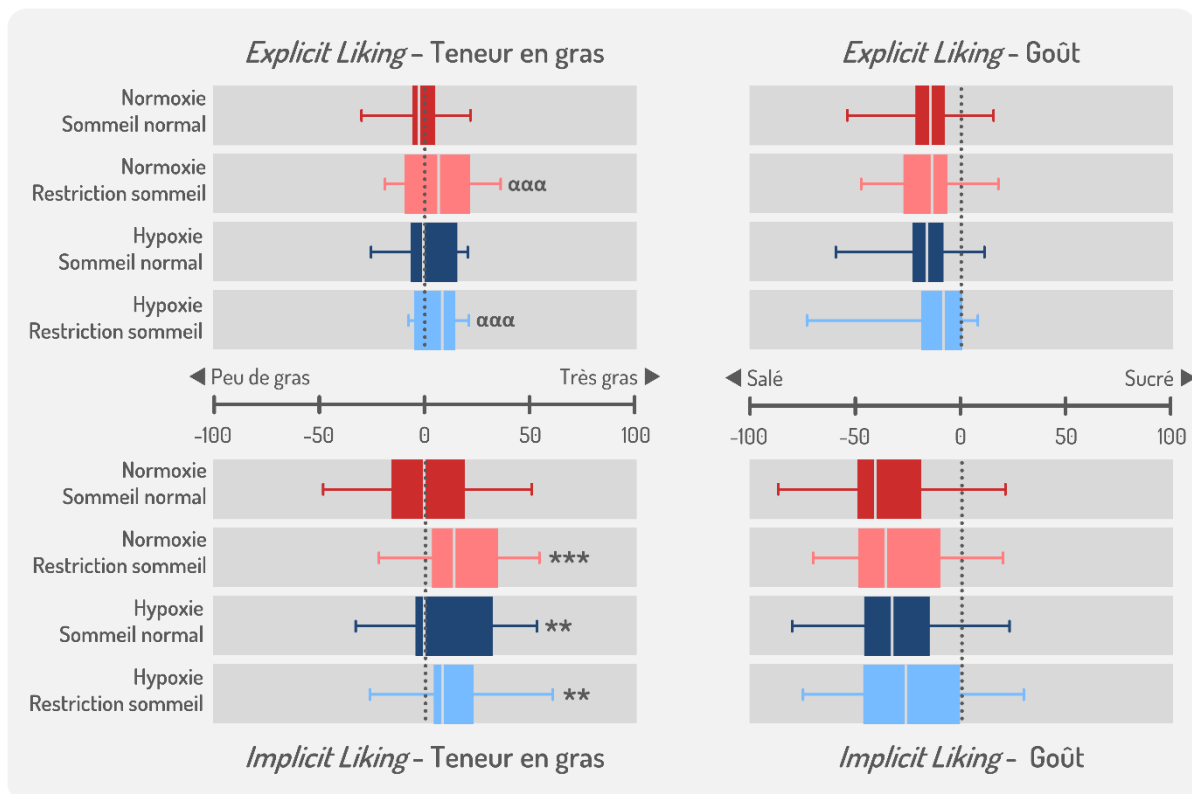 Explicit Liking - Teneur en gras
Normoxie
Sommeil normal
Normoxie
Restriction sommeil
ααα
Hypoxie
Sommeil normal
Hypoxie
Restriction sommeil
ααα
Explicit Liking - Goût
◀ Peu de gras
Très gras ▶
-100 -50 0 50 100
◀ Salé
Sucré ▶
-100 -50 0 50 100
Normoxie
Sommeil normal
Normoxie
Restriction sommeil
***
Hypoxie
Sommeil normal
**
Hypoxie
Restriction sommeil
**
Implicit Liking - Teneur en gras
Implicit Liking - Goût